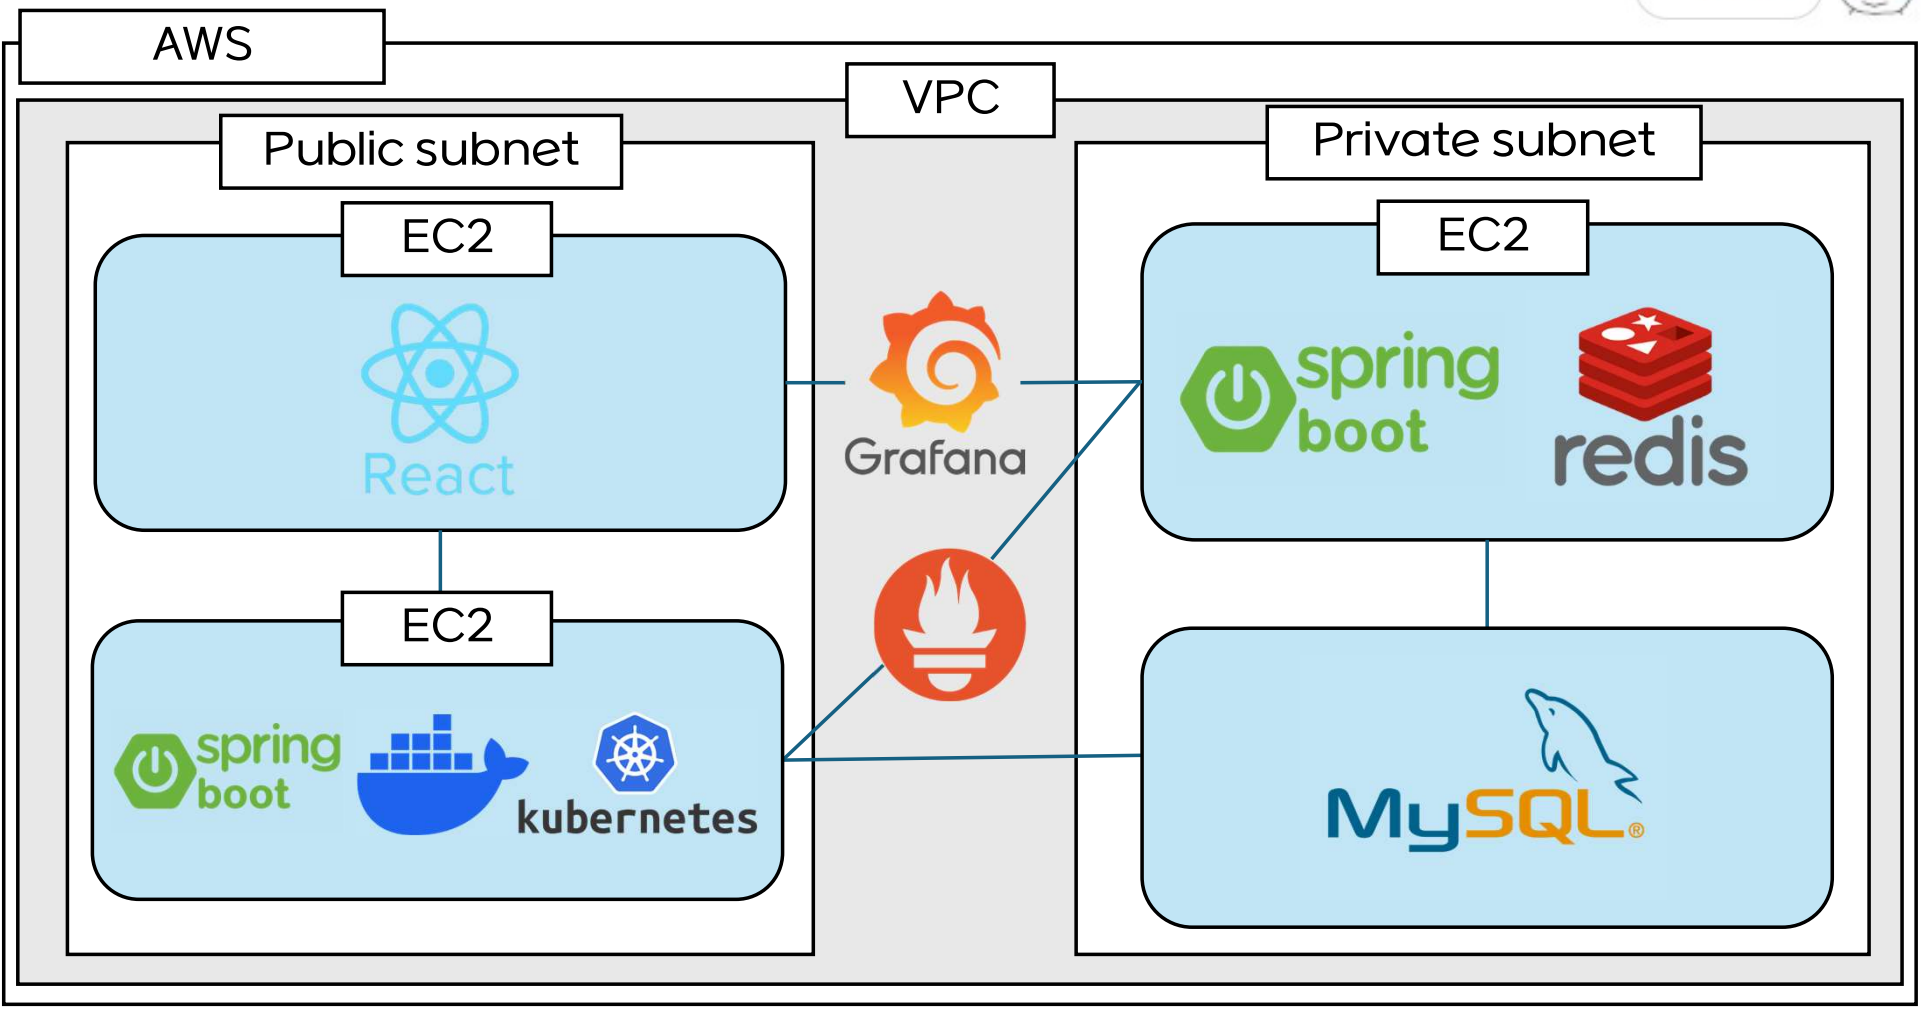 AWS
VPC
Public subnet
Private subnet
EC2
React
Grafana
EC2
spring
boot
redis
EC2
spring
boot
kubernetes
MySQL®